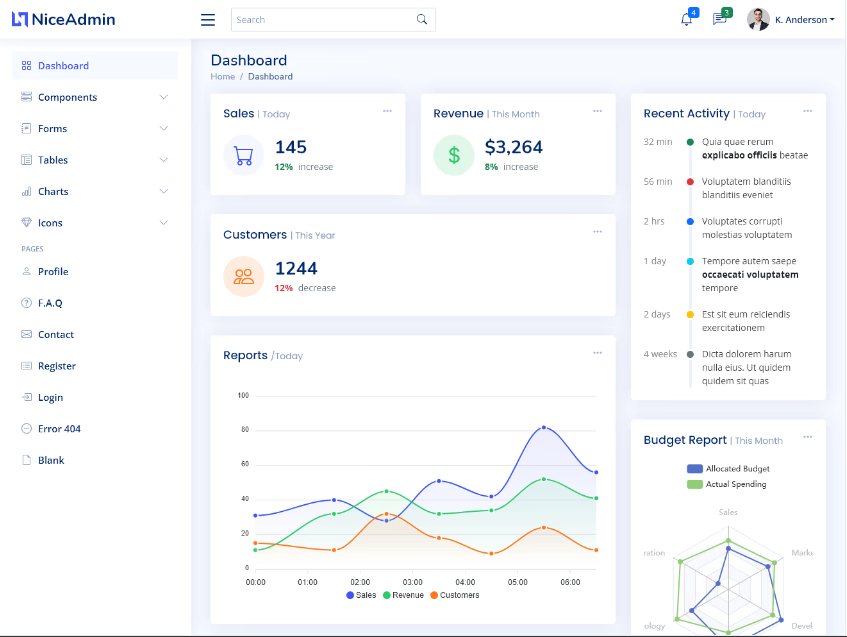 NiceAdmin
Search
4
3
K. Anderson
Dashboard
Components
Forms
Tables
Charts
Icons
PAGES
Profile
F.A.Q
Contact
Register
Login
Error 404
Blank
Dashboard
Home / Dashboard
Sales | Today
145
12% increase
Revenue | This Month
$3,264
8% increase
Customers | This Year
1244
12% decrease
Reports /Today
100
80
60
40
20
0
00:00 01:00 02:00 03:00 04:00 05:00 06:00
Sales Revenue Customers
Recent Activity | Today
32 min Quia quae rerum
explicabo officiis beatae
56 min Voluptatem blanditiis
blanditiis eveniet
2 hrs Voluptates corrupti
molestias voluptatem
1 day Tempore autem saepe
occaecati voluptatem
tempore
2 days Est sit eum reiciendis
exercitationem
4 weeks Dicta dolorem harum
nulla eius. Ut quidem
quidem sit quas
Budget Report | This Month
Allocated Budget
Actual Spending
Sales
ration
Marke
ology
Devel